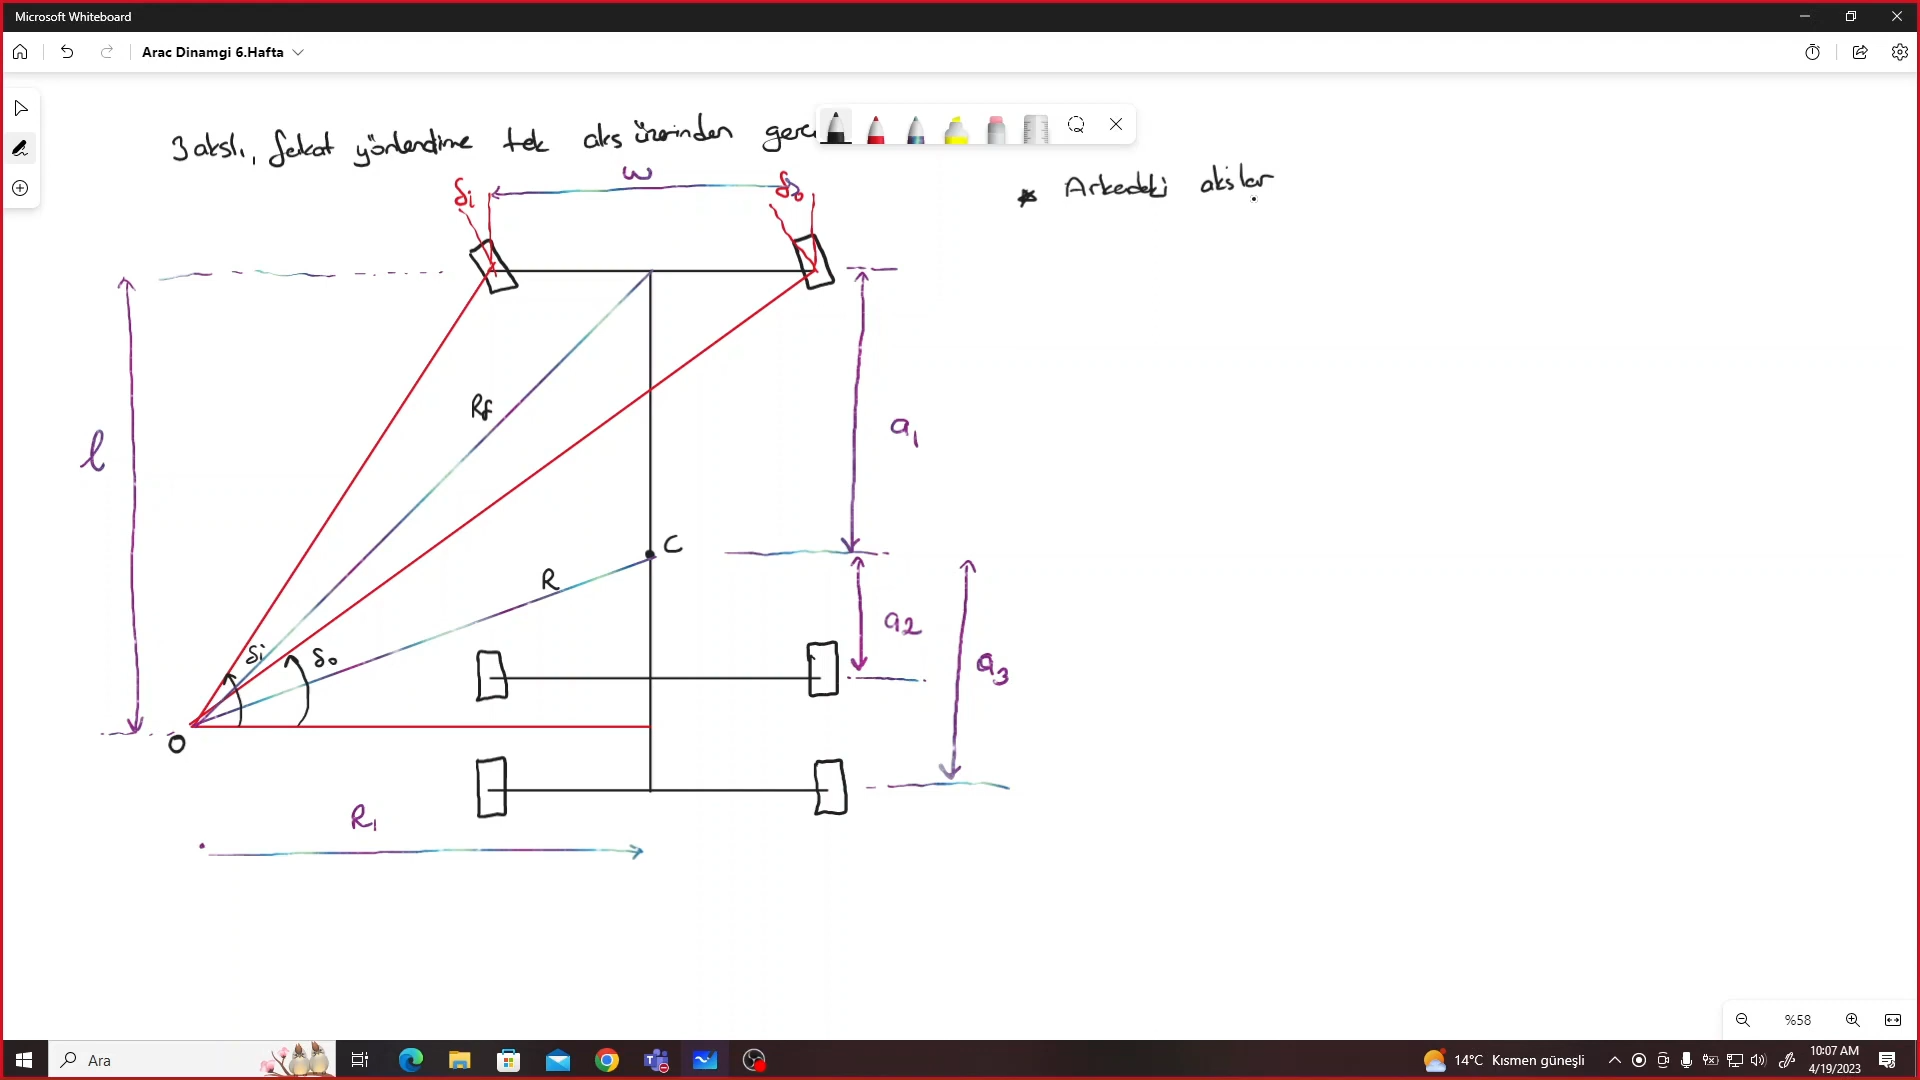 Microsoft Whiteboard
Arac Dinamgi 6.Hafta
3 akslı, fakat yönlendirme tek aks üzerinden gerç
w
δi
δo
* Arkadaki akslar
Rf
a1
l
C
R
a2
δi
δo
a3
O
R1
%58
Ara
14°C Kısmen güneşli
10:07 AM
4/19/2023